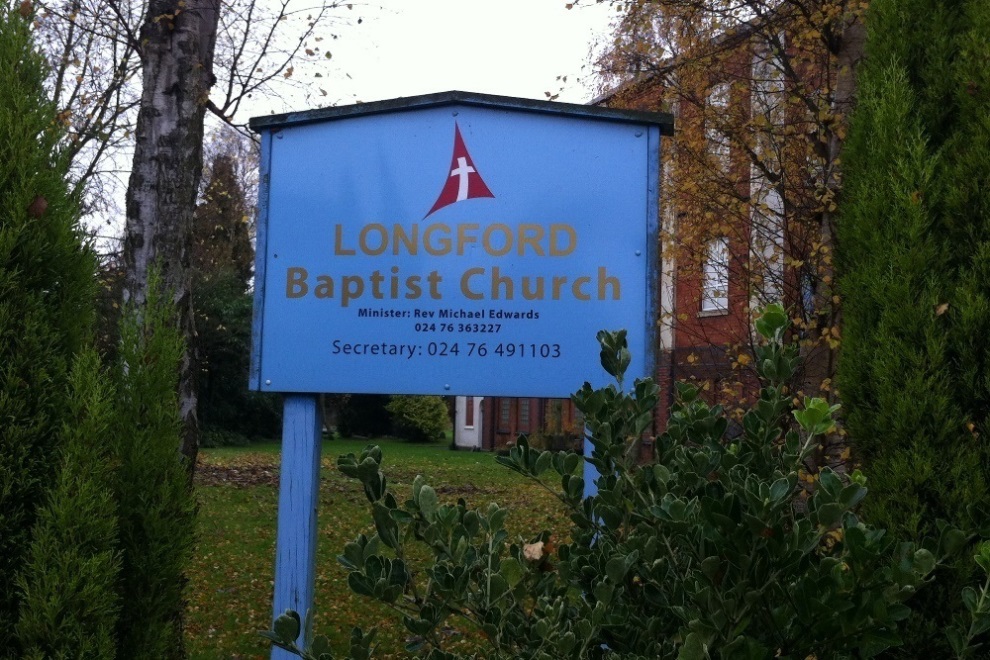 LONGFORD
Baptist Church
Minister: Rev Michael Edwards
024 76 363227
Secretary: 024 76 491103